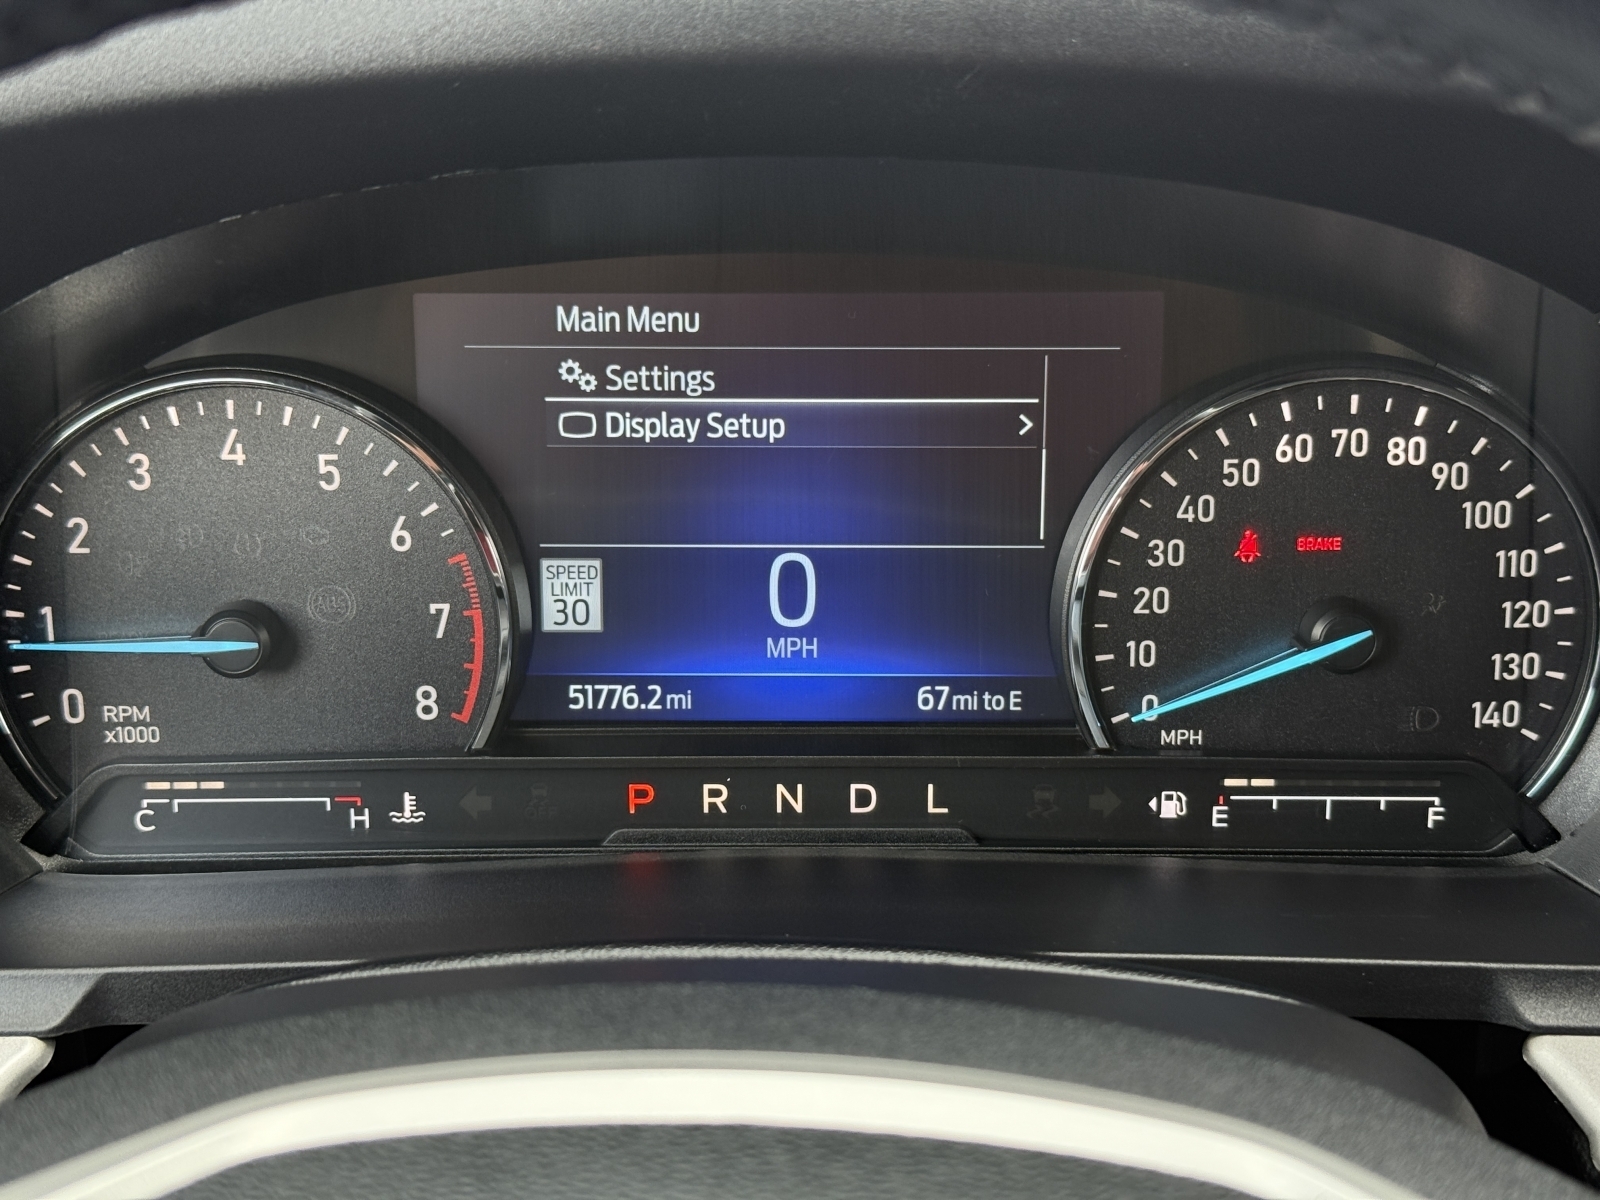 Main Menu
Settings
Display Setup >
SPEED
LIMIT
30
0
MPH
51776.2 mi
67 mi to E
0
1
2
3
4
5
6
7
8
RPM
x1000
ABS
0
10
20
30
40
50
60
70
80
90
100
110
120
130
140
MPH
BRAKE
C
H
P R N D L
E
F